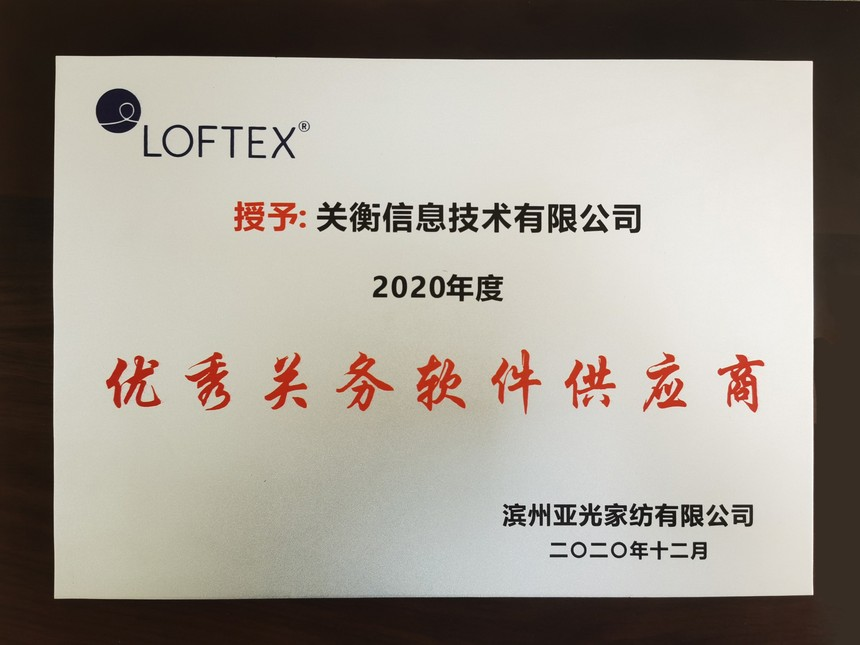 LOFTEX®
授予: 关衡信息技术有限公司
2020年度
优秀关务软件供应商
滨州亚光家纺有限公司
二〇二〇年十二月